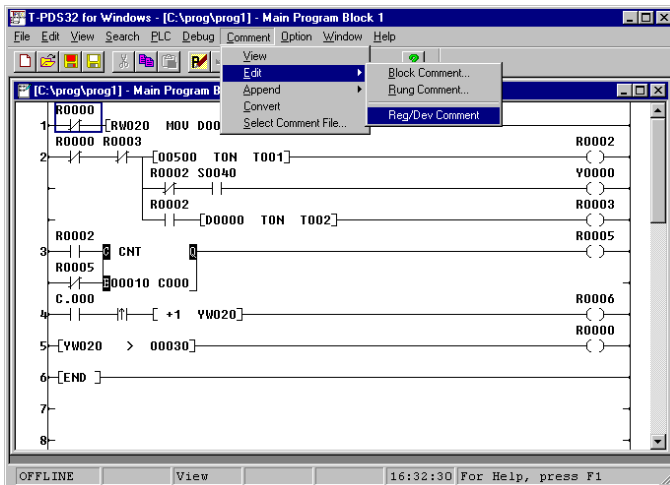 T-PDS32 for Windows - [C:\prog\prog1] - Main Program Block 1
File Edit View Search PLC Debug Comment Option Window Help
View
Edit
Append
Convert
Select Comment File...
Block Comment...
Rung Comment...
Reg/Dev Comment
[C:\prog\prog1] - Main Program B
R0000
1 [RW020 MOV D00
R0000 R0003 R0002
2 [00500 TON T001]
R0002 S0040 Y0000
R0002 R0003
[D0000 TON T002]
R0002 R0005
3 C CNT Q
R0005
E 00010 C000
C.000 R0006
4 [ +1 YW020]
R0000
5 [YW020 > 00030]
6 [END ]
7
8
OFFLINE View 16:32:30 For Help, press F1